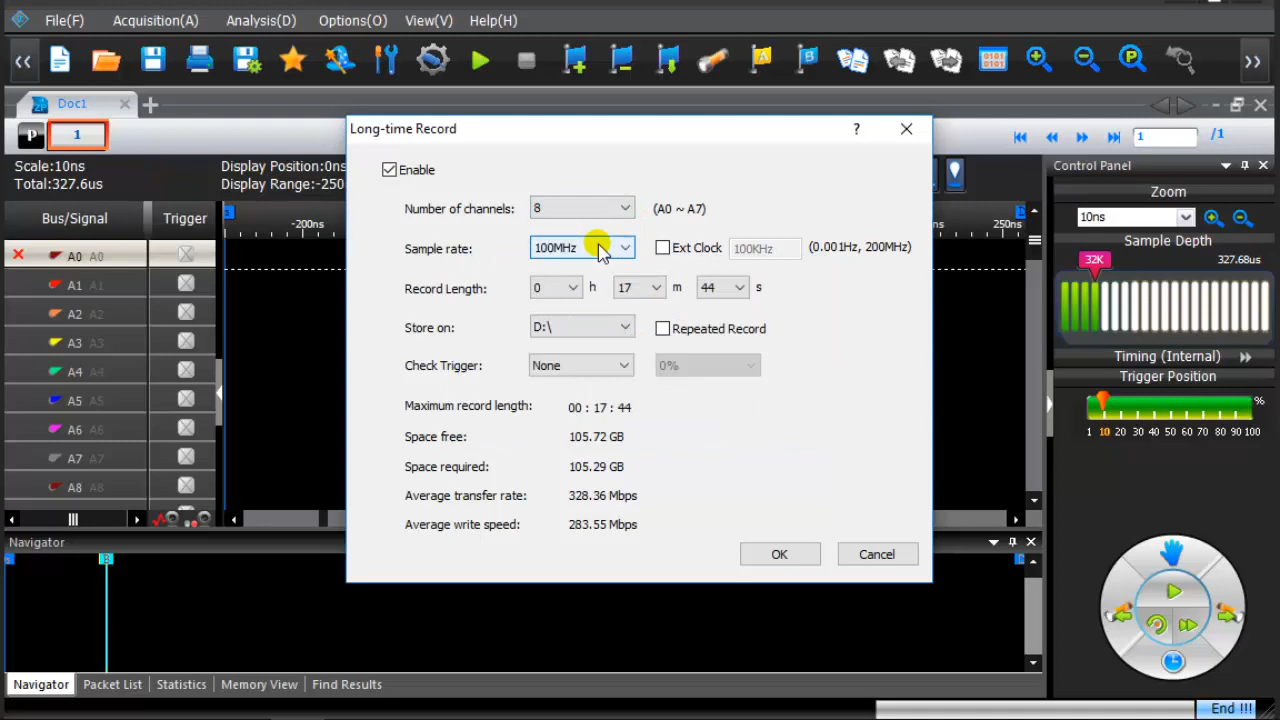 File(F) Acquisition(A) Analysis(D) Options(O) View(V) Help(H)
Doc1
P 1
1 /1
Scale:10ns
Total:327.6us
Display Position:0ns
Display Range:-250
Bus/Signal Trigger
-200ns
250ns
A0 A0
A1 A1
A2 A2
A3 A3
A4 A4
A5 A5
A6 A6
A7 A7
A8 A8
Long-time Record
Enable
Number of channels: 8 (A0 ~ A7)
Sample rate: 100MHz Ext Clock 100KHz (0.001Hz, 200MHz)
Record Length: 0 h 17 m 44 s
Store on: D:\ Repeated Record
Check Trigger: None 0%
Maximum record length: 00 : 17 : 44
Space free: 105.72 GB
Space required: 105.29 GB
Average transfer rate: 328.36 Mbps
Average write speed: 283.55 Mbps
OK Cancel
Control Panel
Zoom
10ns
Sample Depth
32K 327.68us
Timing (Internal)
Trigger Position
%
1 10 20 30 40 50 60 70 80 90 100
Navigator
B
Navigator Packet List Statistics Memory View Find Results
End !!!